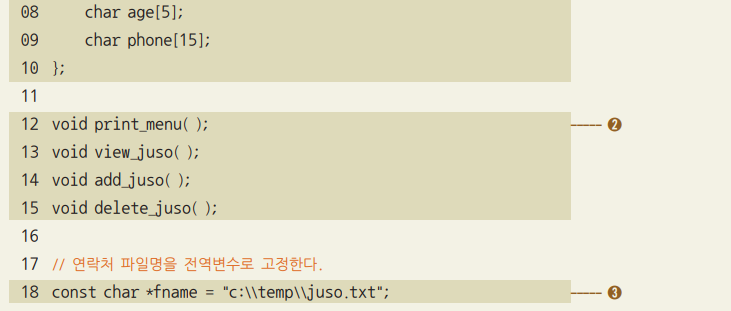 08 char age[5];
09 char phone[15];
10 };
11
12 void print_menu( ); ❷
13 void view_juso( );
14 void add_juso( );
15 void delete_juso( );
16
17 // 연락처 파일명을 전역변수로 고정한다.
18 const char *fname = "c:\\temp\\juso.txt"; ❸